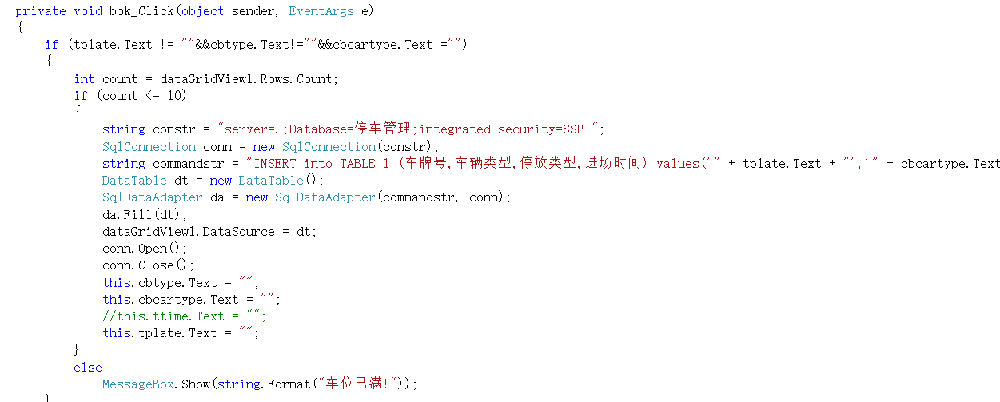 private void bok_Click(object sender, EventArgs e)
{
if (tplate.Text != ""&&cbtype.Text!=""&&cbcartype.Text!="")
{
int count = dataGridView1.Rows.Count;
if (count <= 10)
{
string constr = "server=.;Database=停车管理;integrated security=SSPI";
SqlConnection conn = new SqlConnection(constr);
string commandstr = "INSERT into TABLE_1 (车牌号,车辆类型,停放类型,进场时间) values('" + tplate.Text + "','" + cbcartype.Text
DataTable dt = new DataTable();
SqlDataAdapter da = new SqlDataAdapter(commandstr, conn);
da.Fill(dt);
dataGridView1.DataSource = dt;
conn.Open();
conn.Close();
this.cbtype.Text = "";
this.cbcartype.Text = "";
//this.ttime.Text = "";
this.tplate.Text = "";
}
else
MessageBox.Show(string.Format("车位已满!"));
}